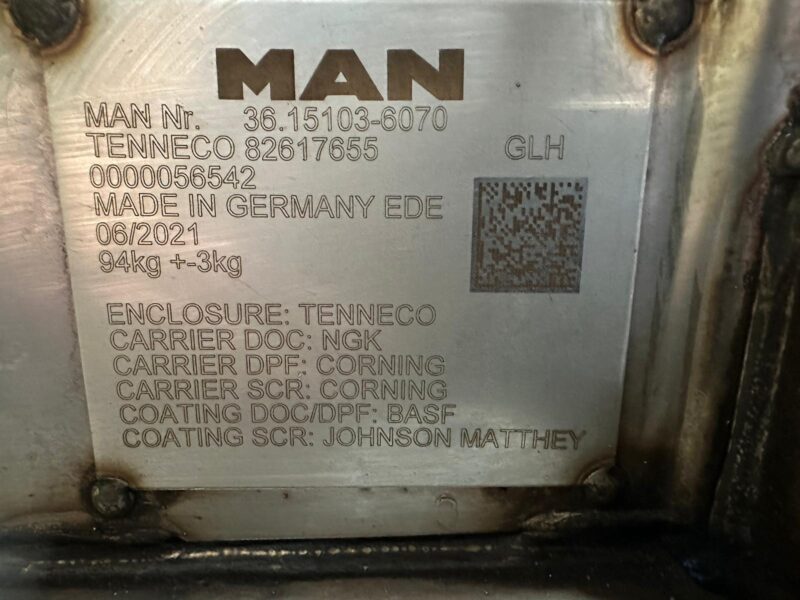 MAN
MAN Nr. 36.15103-6070
TENNECO 82617655 GLH
0000056542
MADE IN GERMANY EDE
06/2021
94kg +-3kg
ENCLOSURE: TENNECO
CARRIER DOC: NGK
CARRIER DPF: CORNING
CARRIER SCR: CORNING
COATING DOC/DPF: BASF
COATING SCR: JOHNSON MATTHEY